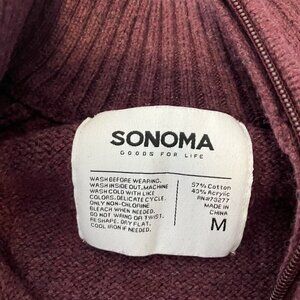 SONOMA
GOODS FOR LIFE
WASH BEFORE WEARING.
WASH INSIDE OUT. MACHINE
WASH COLD WITH LIKE
COLORS. DELICATE CYCLE.
ONLY NON-CHLORINE
BLEACH WHEN NEEDED.
DO NOT WRING OR TWIST.
RESHAPE. DRY FLAT.
COOL IRON IF NEEDED.
57% Cotton
43% Acrylic
RN#73277
MADE IN
CHINA
M